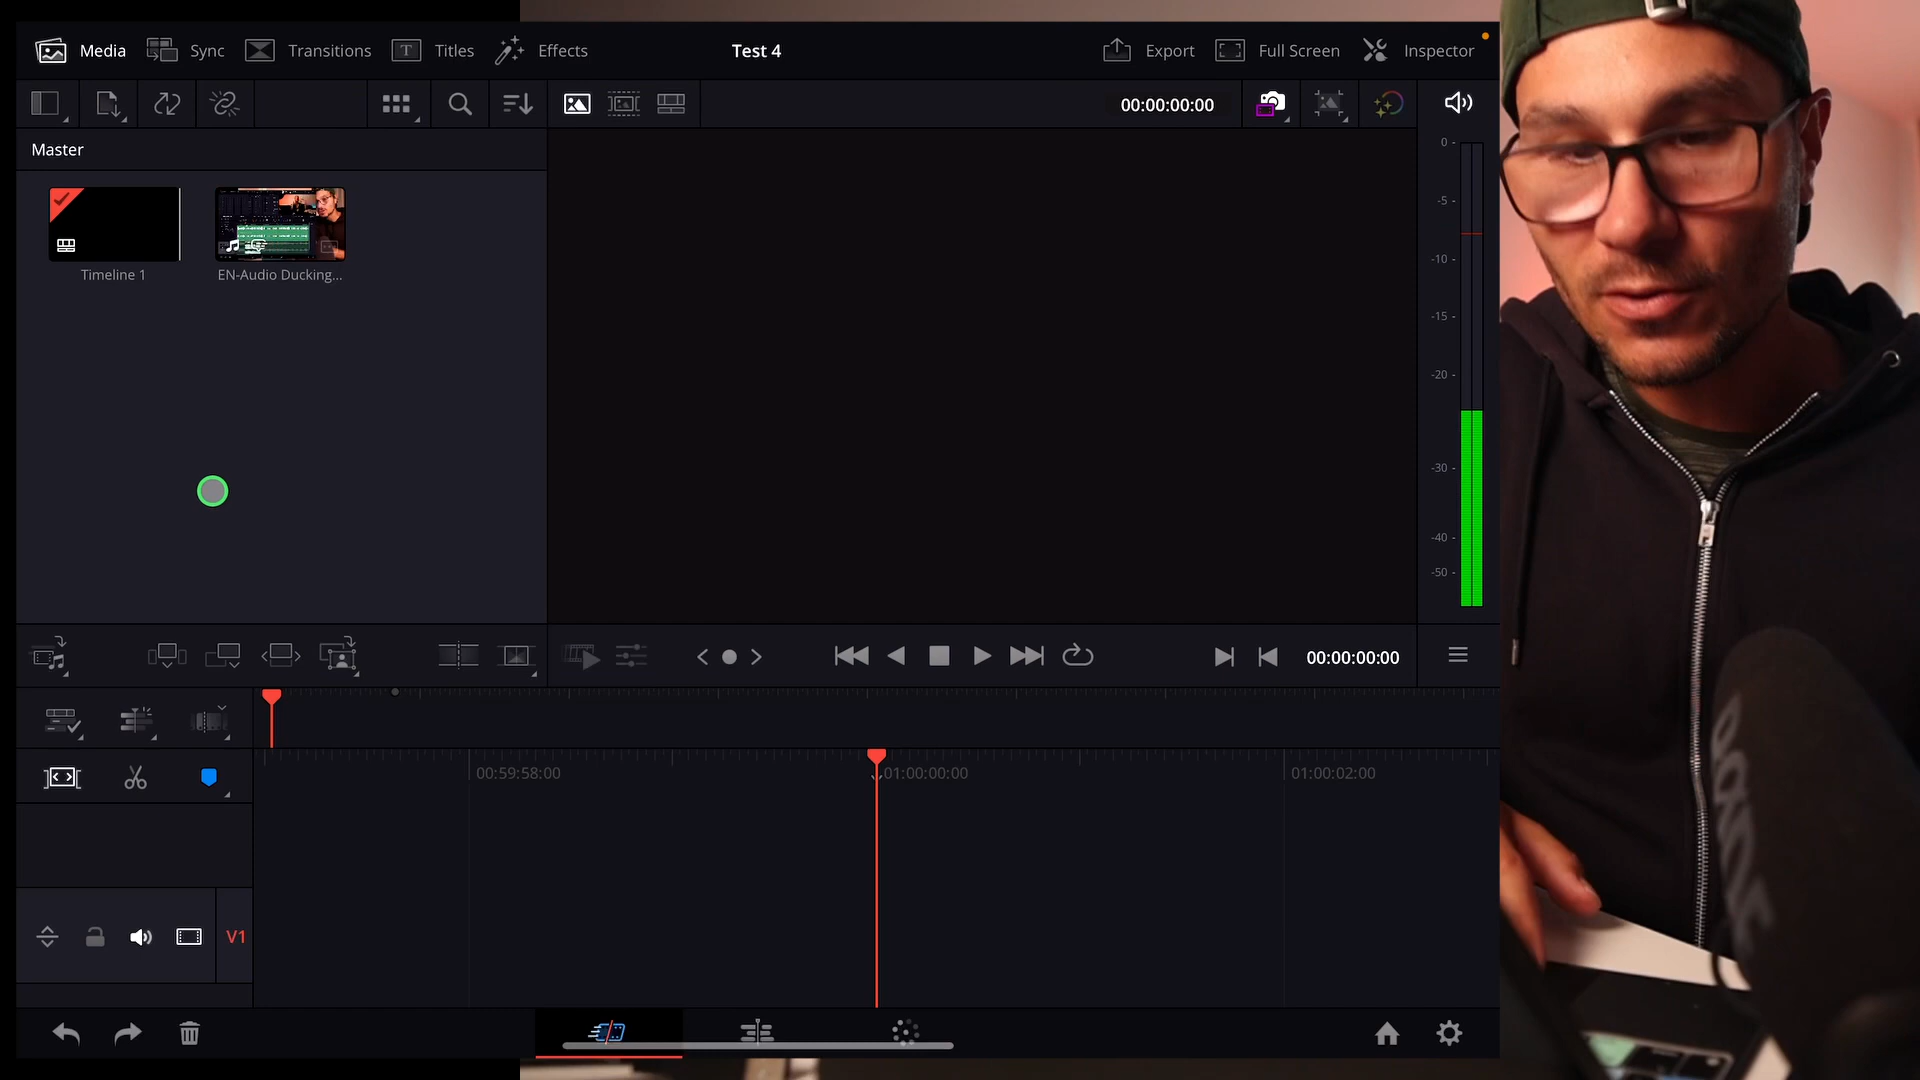 Media Sync Transitions T Titles Effects Test 4 Export Full Screen Inspector
00:00:00:00
Master
Timeline 1
EN-Audio Ducking...
0
-5
-10
-15
-20
-30
-40
-50
00:00:00:00
00:59:58:00
01:00:00:00
01:00:02:00
V1